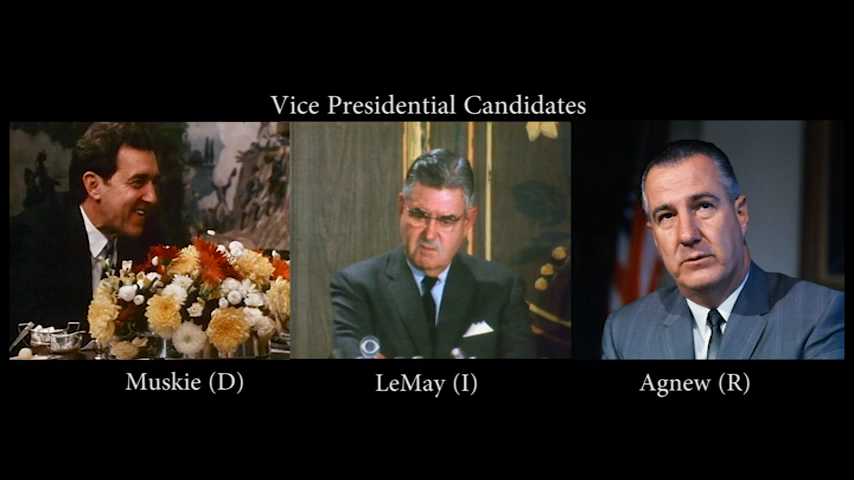 Vice Presidential Candidates
Muskie (D)
LeMay (I)
Agnew (R)